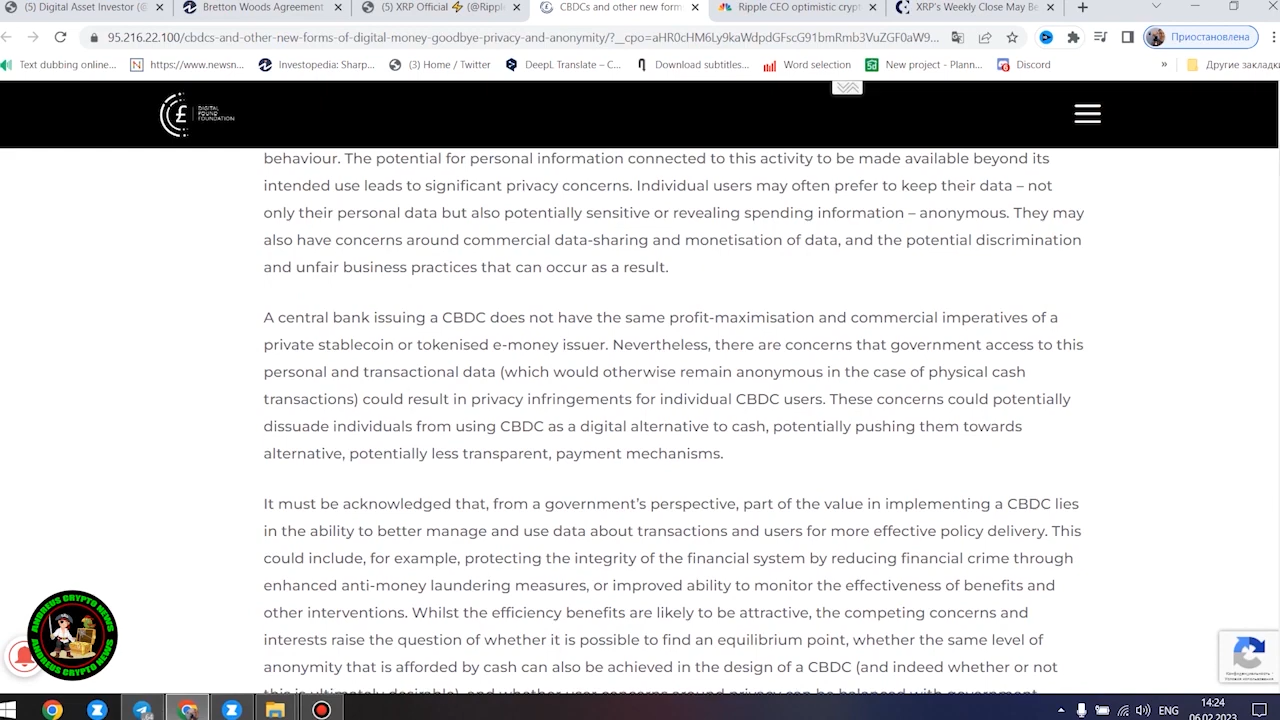 (5) Digital Asset Investor (@
Bretton Woods Agreement
(5) XRP Official ⚡ (@Rippl
CBDCs and other new form
Ripple CEO optimistic crypt
XRP's Weekly Close May Be
95.216.22.100/cbdcs-and-other-new-forms-of-digital-money-goodbye-privacy-and-anonymity/?__cpo=aHR0cHM6Ly9kaWdpdGFscG91bmRmb3VuZGF0aW9...
Приостановлена
Text dubbing online...
https://www.newsn...
Investopedia: Sharp...
(3) Home / Twitter
DeepL Translate – C...
Download subtitles...
Word selection
New project - Plann...
Discord
»
Другие закладки
DIGITAL
POUND
FOUNDATION
behaviour. The potential for personal information connected to this activity to be made available beyond its
intended use leads to significant privacy concerns. Individual users may often prefer to keep their data – not
only their personal data but also potentially sensitive or revealing spending information – anonymous. They may
also have concerns around commercial data-sharing and monetisation of data, and the potential discrimination
and unfair business practices that can occur as a result.
A central bank issuing a CBDC does not have the same profit-maximisation and commercial imperatives of a
private stablecoin or tokenised e-money issuer. Nevertheless, there are concerns that government access to this
personal and transactional data (which would otherwise remain anonymous in the case of physical cash
transactions) could result in privacy infringements for individual CBDC users. These concerns could potentially
dissuade individuals from using CBDC as a digital alternative to cash, potentially pushing them towards
alternative, potentially less transparent, payment mechanisms.
It must be acknowledged that, from a government's perspective, part of the value in implementing a CBDC lies
in the ability to better manage and use data about transactions and users for more effective policy delivery. This
could include, for example, protecting the integrity of the financial system by reducing financial crime through
enhanced anti-money laundering measures, or improved ability to monitor the effectiveness of benefits and
other interventions. Whilst the efficiency benefits are likely to be attractive, the competing concerns and
interests raise the question of whether it is possible to find an equilibrium point, whether the same level of
anonymity that is afforded by cash can also be achieved in the design of a CBDC (and indeed whether or not
ANDREUS CRYPTO NEWS
ANDREUS CRYPTO NEWS
Конфиденциальность -
Условия использования
ENG
14:24
06.02.2023